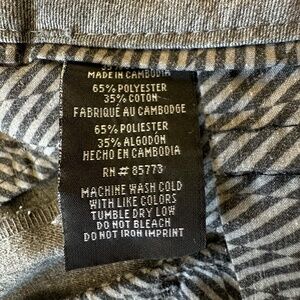 MADE IN CAMBODIA
65% POLYESTER
35% COTON
FABRIQUÉ AU CAMBODGE
65% POLIESTER
35% ALGODÓN
HECHO EN CAMBODIA
RN # 85773
MACHINE WASH COLD
WITH LIKE COLORS
TUMBLE DRY LOW
DO NOT BLEACH
DO NOT IRON IMPRINT